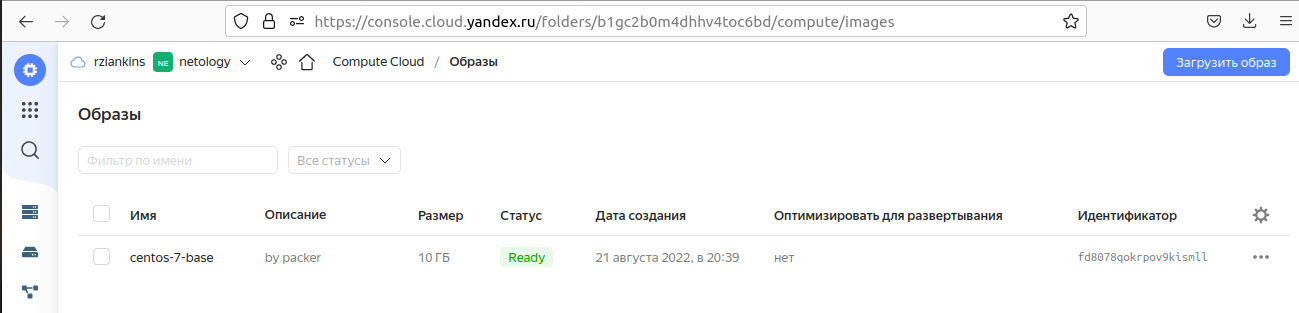 https://console.cloud.yandex.ru/folders/b1gc2b0m4dhhv4toc6bd/compute/images
rziankins NE netology Compute Cloud / Образы Загрузить образ
Образы
Фильтр по имени Все статусы
Имя Описание Размер Статус Дата создания Оптимизировать для развертывания Идентификатор
centos-7-base by packer 10 ГБ Ready 21 августа 2022, в 20:39 нет fd8078qokrpov9kismll